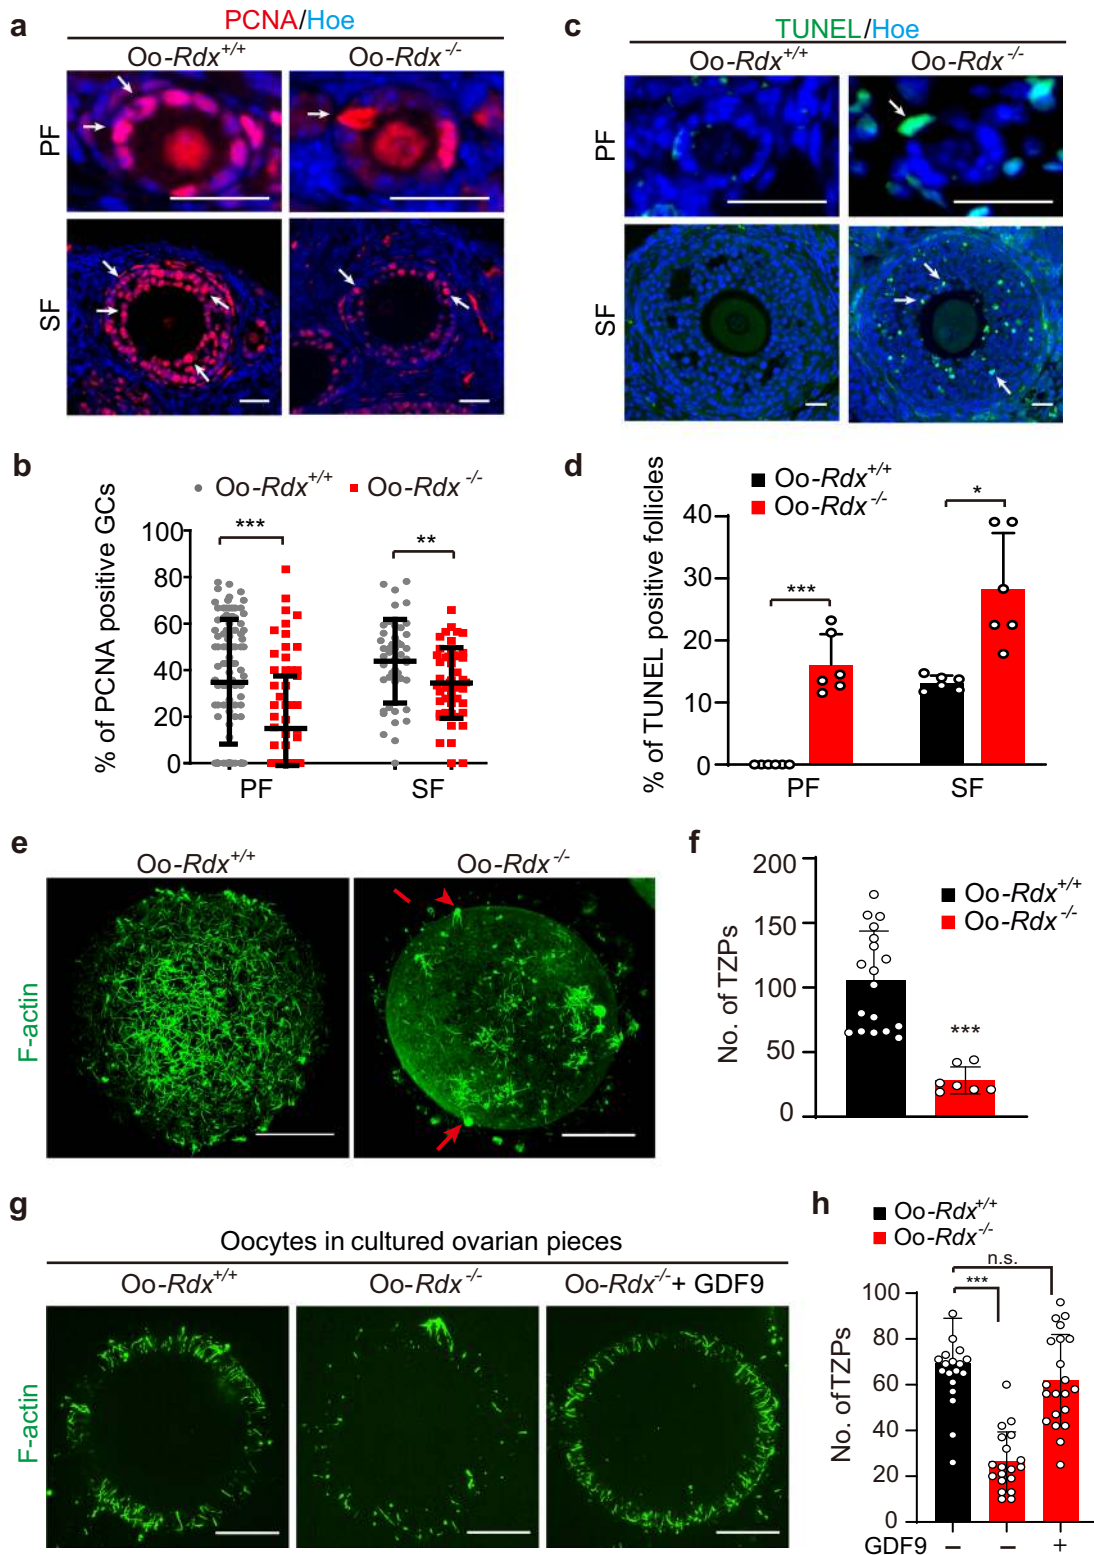 a
PCNA/Hoe
Oo-Rdx+/+
Oo-Rdx-/-
PF
SF
c
TUNEL/Hoe
Oo-Rdx+/+
Oo-Rdx-/-
PF
SF
b
Oo-Rdx+/+
Oo-Rdx-/-
% of PCNA positive GCs
100
80
60
40
20
0
***
**
PF
SF
d
Oo-Rdx+/+
Oo-Rdx-/-
% of TUNEL positive follicles
40
30
20
10
0
***
*
PF
SF
e
Oo-Rdx+/+
Oo-Rdx-/-
F-actin
f
Oo-Rdx+/+
Oo-Rdx-/-
No. of TZPs
200
150
100
50
0
***
g
Oocytes in cultured ovarian pieces
Oo-Rdx+/+
Oo-Rdx-/-
Oo-Rdx-/-+ GDF9
F-actin
h
Oo-Rdx+/+
Oo-Rdx-/-
No. of TZPs
100
80
60
40
20
0
n.s.
***
GDF9 – – +